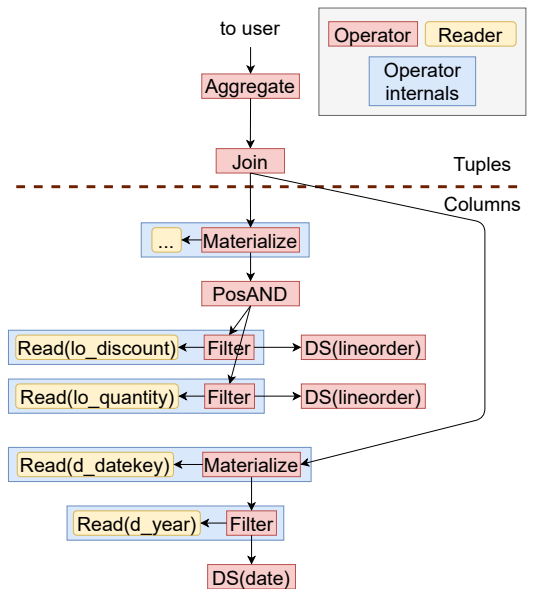 to user
Operator
Reader
Operator
internals
Aggregate
Join
Tuples
Columns
... Materialize
PosAND
Read(lo_discount) Filter DS(lineorder)
Read(lo_quantity) Filter DS(lineorder)
Read(d_datekey) Materialize
Read(d_year) Filter
DS(date)